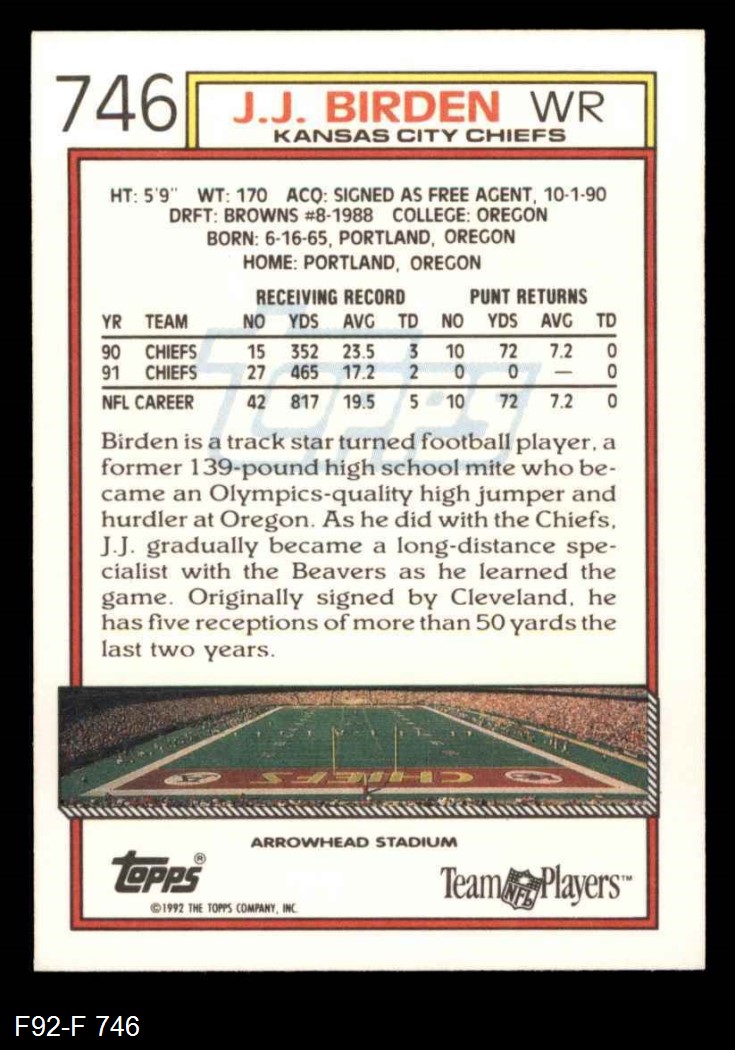 746
J.J. BIRDEN WR
KANSAS CITY CHIEFS
HT: 5'9" WT: 170 ACQ: SIGNED AS FREE AGENT, 10-1-90
DRFT: BROWNS #8-1988 COLLEGE: OREGON
BORN: 6-16-65, PORTLAND, OREGON
HOME: PORTLAND, OREGON
RECEIVING RECORD PUNT RETURNS
YR TEAM NO YDS AVG TD NO YDS AVG TD
90 CHIEFS 15 352 23.5 3 10 72 7.2 0
91 CHIEFS 27 465 17.2 2 0 0 — 0
NFL CAREER 42 817 19.5 5 10 72 7.2 0
TOPPS
Birden is a track star turned football player, a
former 139-pound high school mite who be-
came an Olympics-quality high jumper and
hurdler at Oregon. As he did with the Chiefs,
J.J. gradually became a long-distance spe-
cialist with the Beavers as he learned the
game. Originally signed by Cleveland, he
has five receptions of more than 50 yards the
last two years.
CHIEFS
ARROWHEAD STADIUM
TOPPS®
©1992 THE TOPPS COMPANY, INC.
Team NFL Players™
F92-F 746